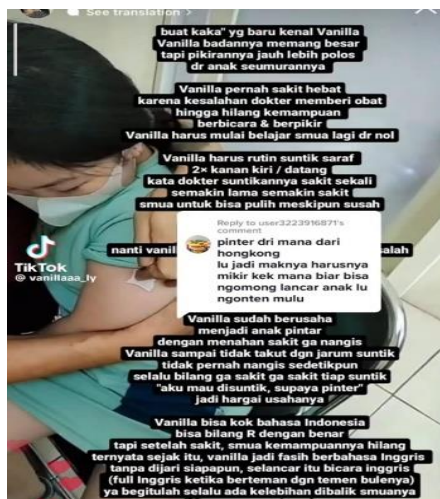 See translation
buat kaka" yg baru kenal Vanilla
Vanilla badannya memang besar
tapi pikirannya jauh lebih polos
dr anak seumurannya
Vanilla pernah sakit hebat
karena kesalahan dokter memberi obat
hingga hilang kemampuan
berbicara & berpikir
Vanilla harus mulai belajar smua lagi dr nol
Vanilla harus rutin suntik saraf
2× kanan kiri / datang
kata dokter suntikannya sakit sekali
semakin lama semakin sakit
smua untuk bisa pulih meskipun susah
Reply to user3223916871's
comment
nanti vanil
salah
pinter dri mana dari
hongkong
lu jadi maknya harusnya
mikir kek mana biar bisa
ngomong lancar anak lu
ngonten mulu
TikTok
@ vanillaaa_ly
Vanilla sudah berusaha
menjadi anak pintar
dengan menahan sakit ga nangis
Vanilla sampai tidak takut dgn jarum suntik
tidak pernah nangis sedetikpun
selalu bilang ga sakit ga sakit tiap suntik
"aku mau disuntik, supaya pinter"
jadi hargai usahanya
Vanilla bisa kok bahasa Indonesia
bisa bilang R dengan benar
tapi setelah sakit, smua kemampuannya hilang
ternyata sejak itu, vanilla jadi fasih berbahasa Inggris
tanpa dijari siapapun, selancar itu bicara inggris
(full Inggris ketika berteman dgn temen bulenya)
ya begitulah selalu ada kelebihan dibalik smuanya